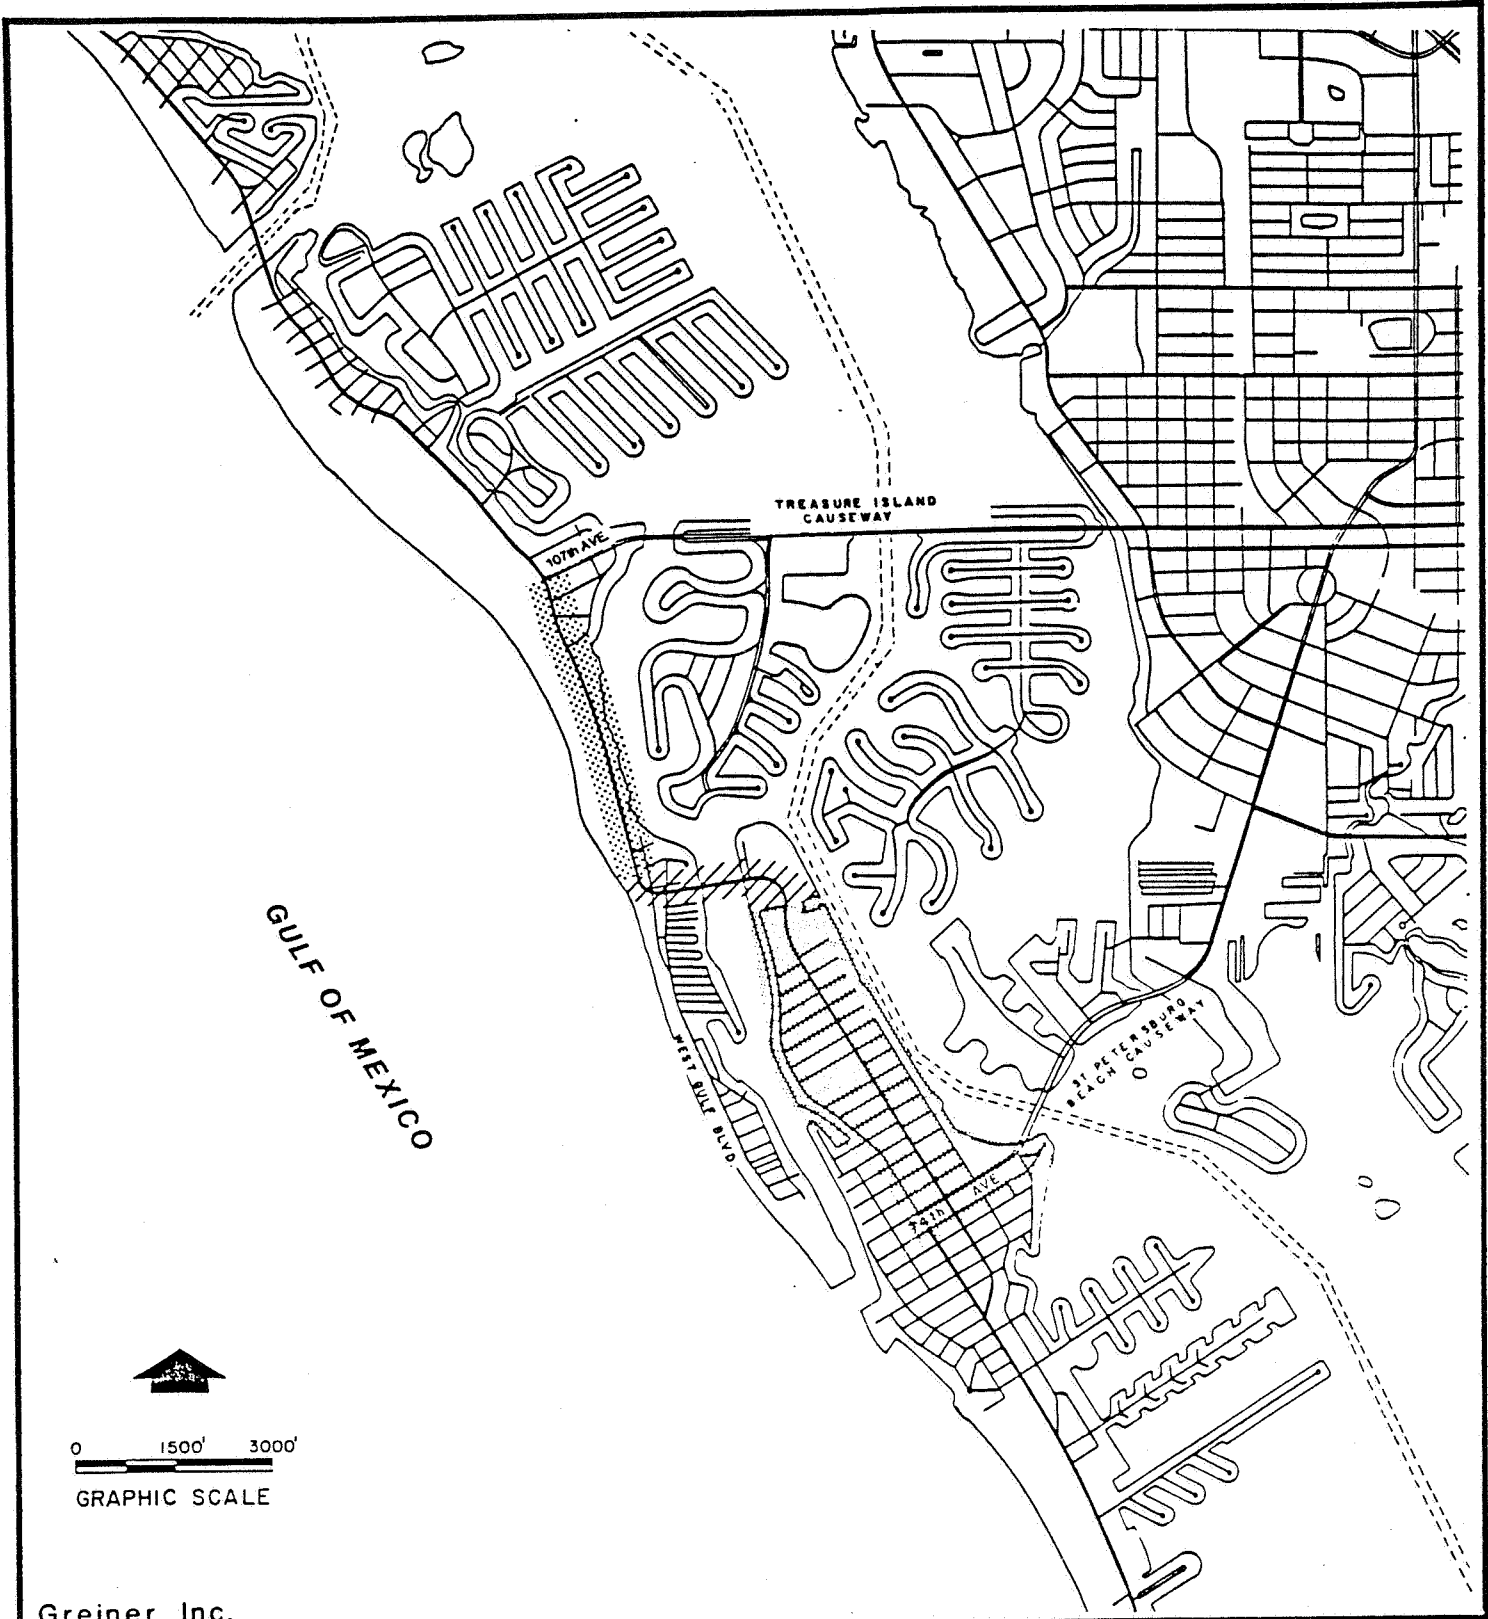 TREASURE ISLAND
CAUSEWAY
107th AVE.
GULF OF MEXICO
WEST GULF BLVD.
ST PETERSBURG
BEACH CAUSEWAY
74th AVE
0 1500' 3000'
GRAPHIC SCALE
Greiner, Inc.